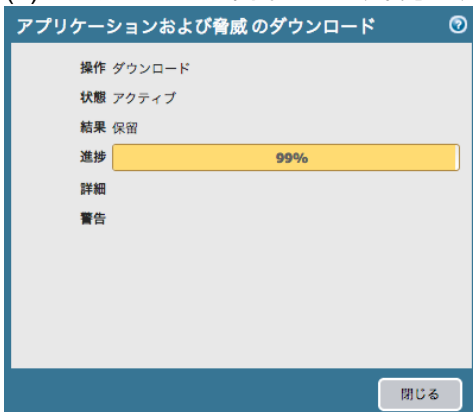 アプリケーションおよび脅威 のダウンロード
操作 ダウンロード
状態 アクティブ
結果 保留
進捗 99%
詳細
警告
閉じる